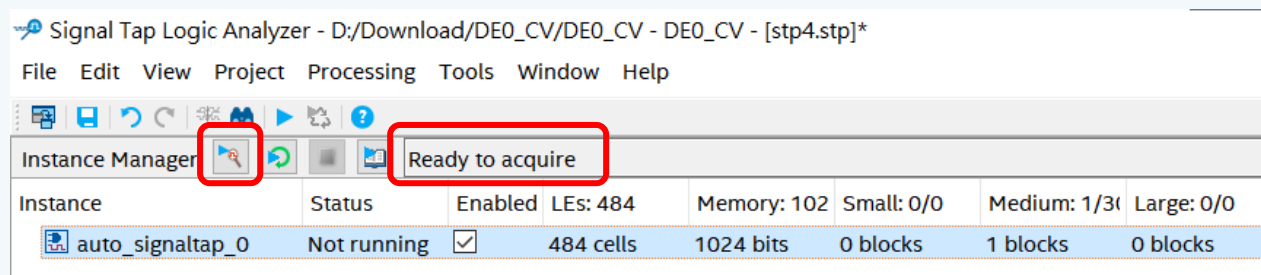 Signal Tap Logic Analyzer - D:/Download/DE0_CV/DE0_CV - DE0_CV - [stp4.stp]*
File Edit View Project Processing Tools Window Help
Instance Manager Ready to acquire
Instance Status Enabled LEs: 484 Memory: 102 Small: 0/0 Medium: 1/3 Large: 0/0
auto_signaltap_0 Not running 484 cells 1024 bits 0 blocks 1 blocks 0 blocks